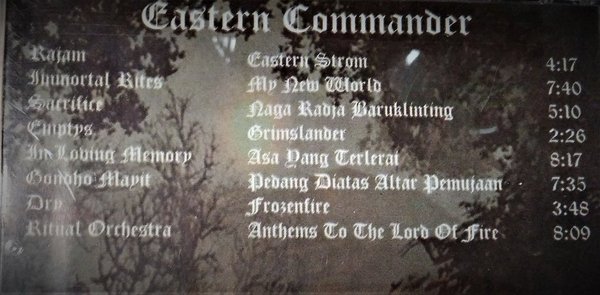 Eastern Commander
Rajam Eastern Strom 4:17
Immortal Rites My New World 7:40
Sacrifice Naga Radja Baruklinting 5:10
Emptys Grimslander 2:26
In Loving Memory Asa Yang Terlerai 8:17
Gondho Mayit Pedang Diatas Altar Pemujaan 7:35
Dry Frozenfire 3:48
Ritual Orchestra Anthems To The Lord Of Fire 8:09